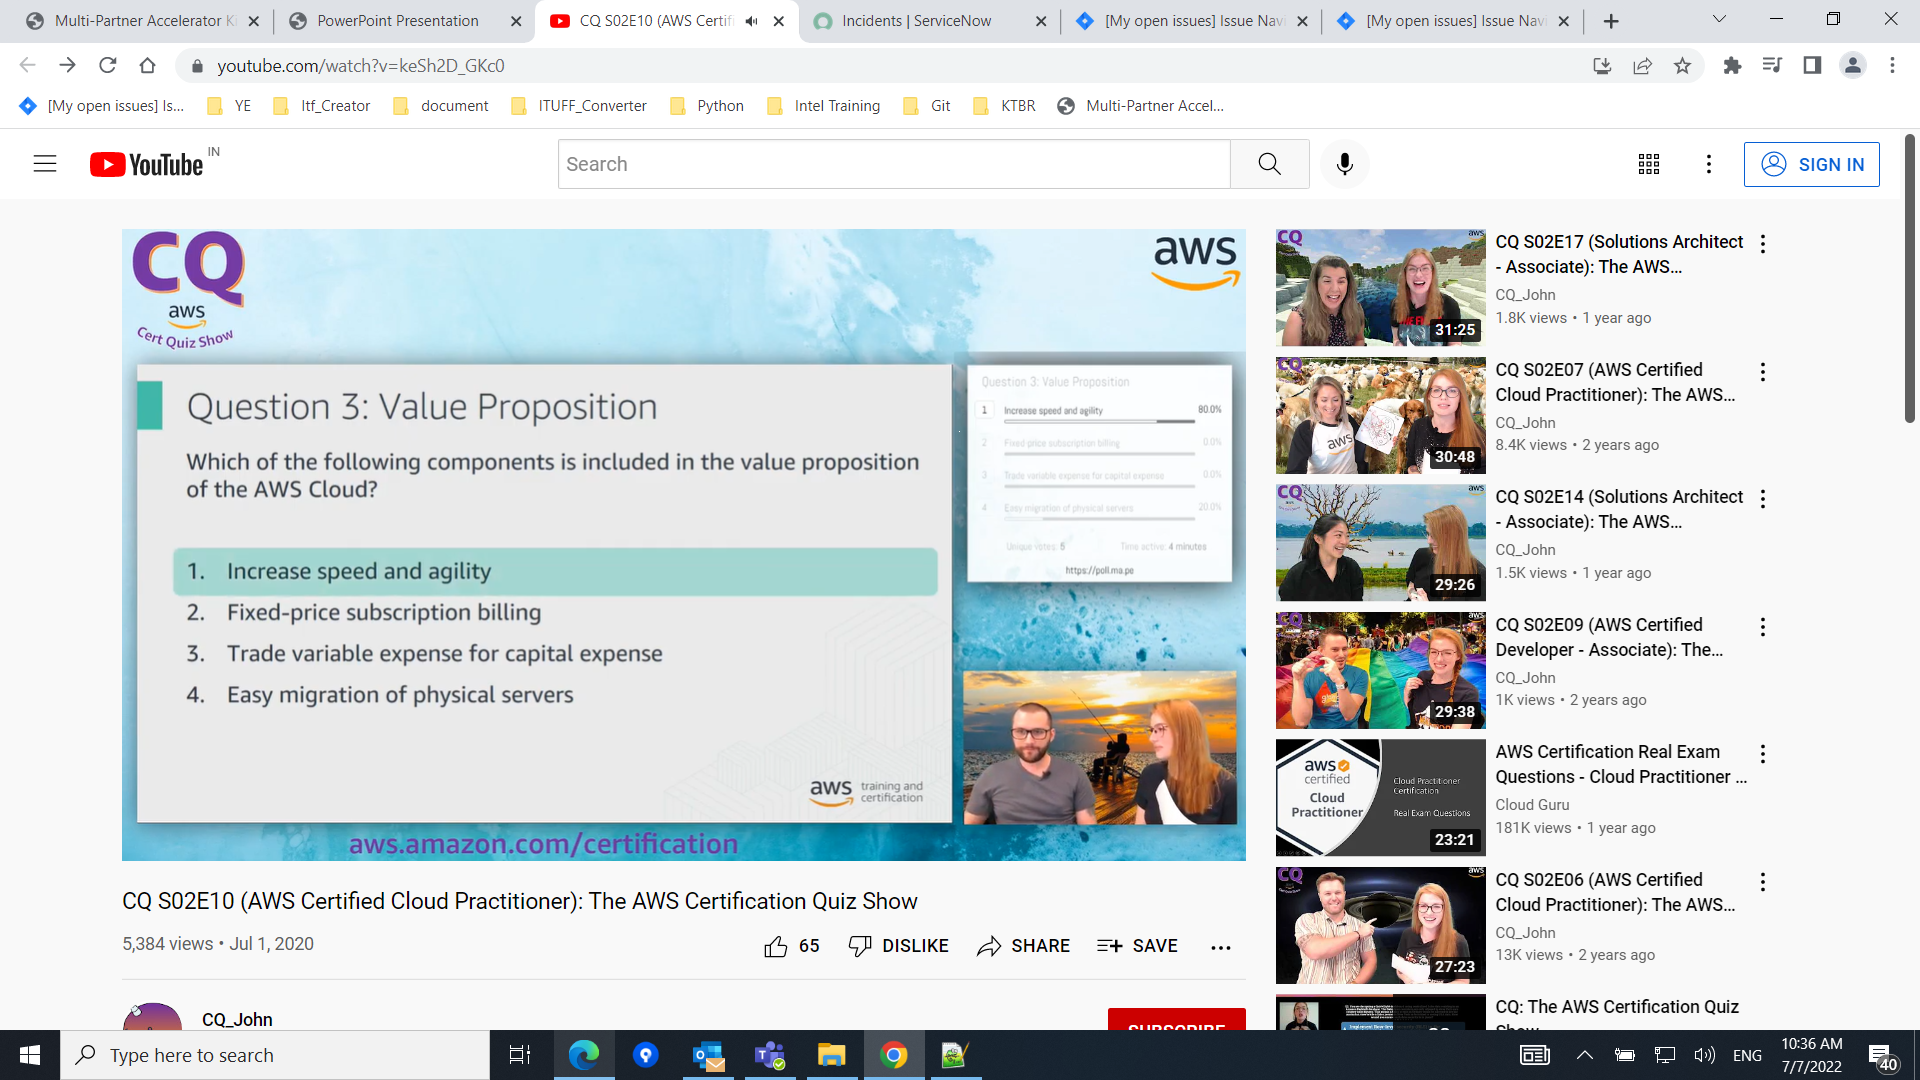 Multi-Partner Accelerator K
PowerPoint Presentation
CQ S02E10 (AWS Certifi
Incidents | ServiceNow
[My open issues] Issue Navi
[My open issues] Issue Navi
youtube.com/watch?v=keSh2D_GKc0
[My open issues] Is...
YE
Itf_Creator
document
ITUFF_Converter
Python
Intel Training
Git
KTBR
Multi-Partner Accel...
YouTube IN
Search
SIGN IN
CQ
aws
Cert Quiz Show
aws
Question 3: Value Proposition
Which of the following components is included in the value proposition
of the AWS Cloud?
1. Increase speed and agility
2. Fixed-price subscription billing
3. Trade variable expense for capital expense
4. Easy migration of physical servers
aws training and
certification
Question 3: Value Proposition
1 Increase speed and agility 80.0%
2 Fixed-price subscription billing 0.0%
3 Trade variable expense for capital expense 0.0%
4 Easy migration of physical servers 20.0%
Unique votes: 5 Time active: 4 minutes
https://poll.ma.pe
aws
aws.amazon.com/certification
CQ S02E10 (AWS Certified Cloud Practitioner): The AWS Certification Quiz Show
5,384 views • Jul 1, 2020
65
DISLIKE
SHARE
SAVE
CQ_John
SUBSCRIBE
CQ
aws
31:25
CQ S02E17 (Solutions Architect
- Associate): The AWS...
CQ_John
1.8K views • 1 year ago
CQ
aws
aws
30:48
CQ S02E07 (AWS Certified
Cloud Practitioner): The AWS...
CQ_John
8.4K views • 2 years ago
CQ
aws
29:26
CQ S02E14 (Solutions Architect
- Associate): The AWS...
CQ_John
1.5K views • 1 year ago
CQ
aws
29:38
CQ S02E09 (AWS Certified
Developer - Associate): The...
CQ_John
1K views • 2 years ago
aws
certified
Cloud
Practitioner
Cloud Practitioner
Certification
Real Exam Questions
23:21
AWS Certification Real Exam
Questions - Cloud Practitioner ...
Cloud Guru
181K views • 1 year ago
CQ
aws
27:23
CQ S02E06 (AWS Certified
Cloud Practitioner): The AWS...
CQ_John
13K views • 2 years ago
CQ: The AWS Certification Quiz
Show
Type here to search
ENG
10:36 AM
7/7/2022
40